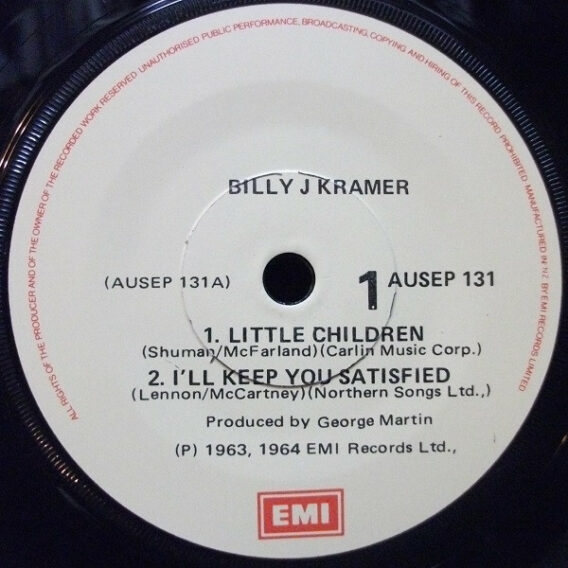 ALL RIGHTS OF THE PRODUCER AND OF THE OWNER OF THE RECORDED WORK RESERVED UNAUTHORISED PUBLIC PERFORMANCE, BROADCASTING, COPYING AND HIRING OF THIS RECORD PROHIBITED MANUFACTURED IN NZ BY EMI RECORDS LIMITED
BILLY J KRAMER
(AUSEP 131A) 1 AUSEP 131
1. LITTLE CHILDREN
(Shuman/McFarland)(Carlin Music Corp.)
2. I'LL KEEP YOU SATISFIED
(Lennon/McCartney)(Northern Songs Ltd.,)
Produced by George Martin
(P) 1963, 1964 EMI Records Ltd.,
EMI